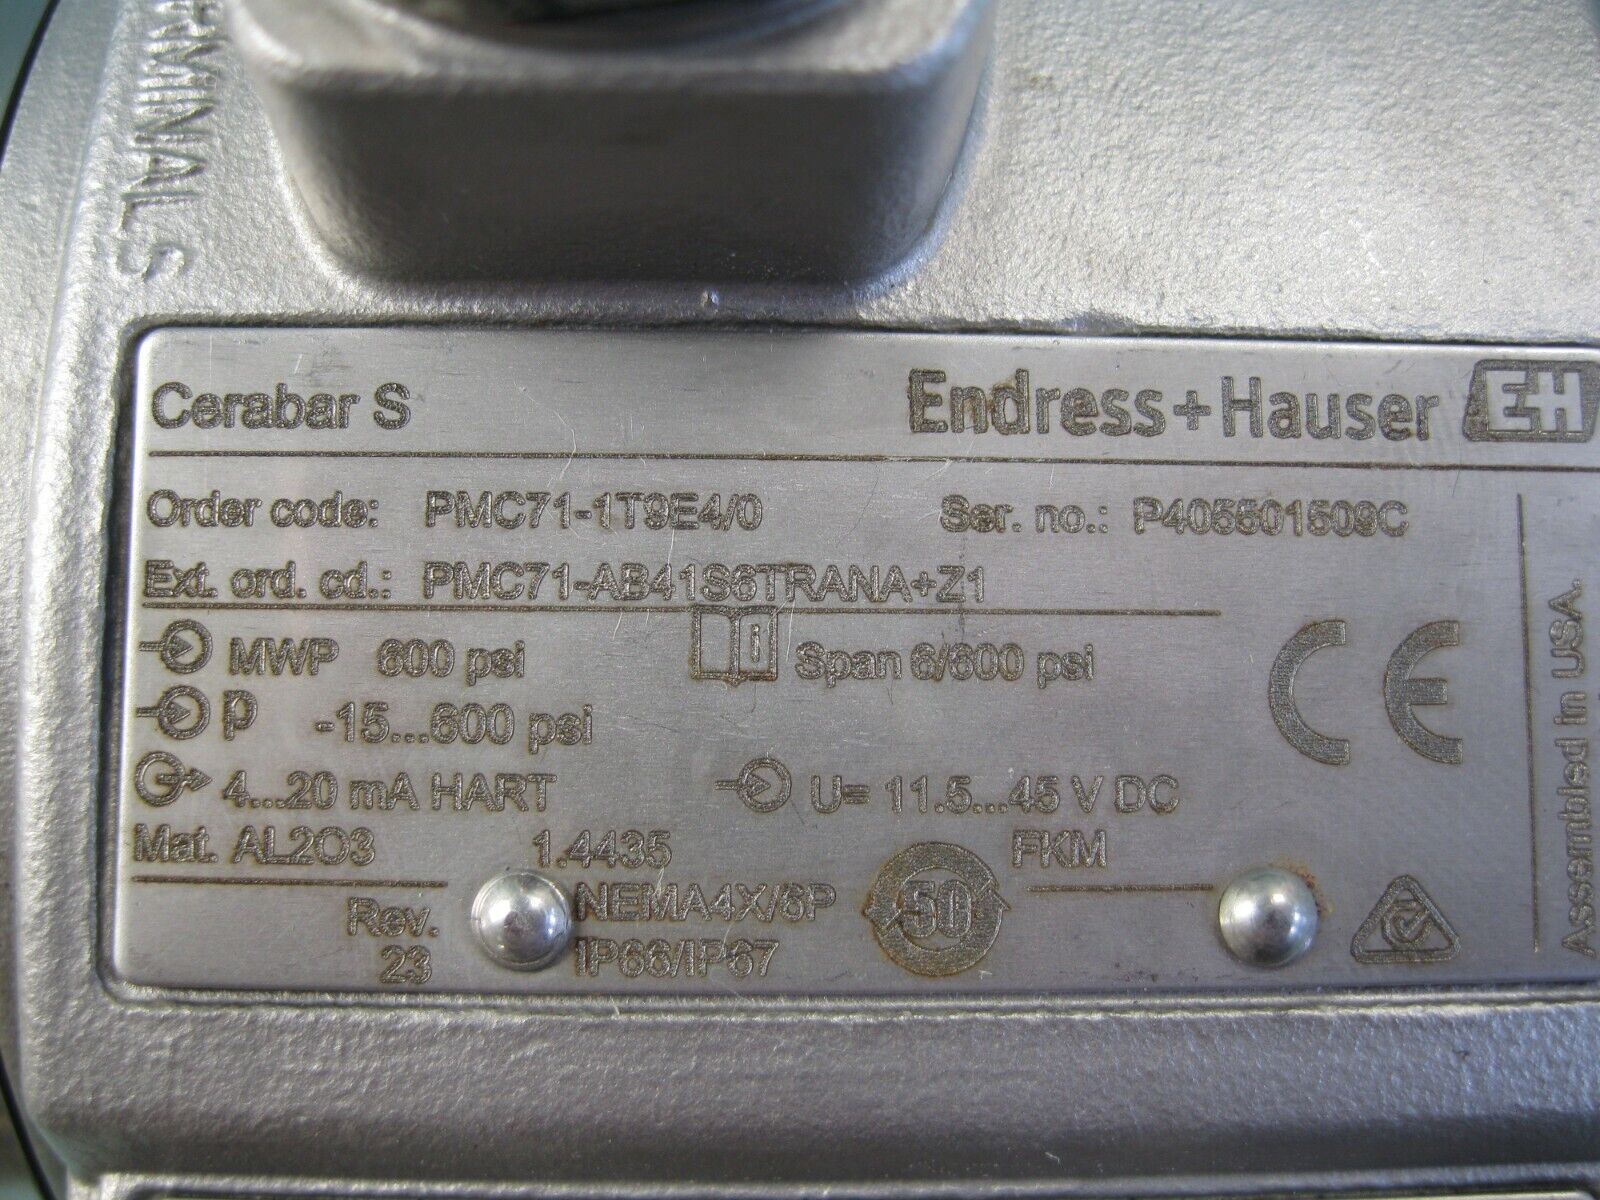 Cerabar S
Endress+Hauser EH
Order code: PMC71-1T9E4/0 Ser. no.: P405501509C
Ext. ord. cd.: PMC71-AB41S6TRANA+Z1
MWP 600 psi i Span 6/600 psi
p -15...600 psi
4...20 mA HART U= 11.5...45 V DC
Mat. AL2O3 1.4435 FKM
Rev. 23
NEMA4X/6P
IP66/IP67
50
CE
Assembled in USA.